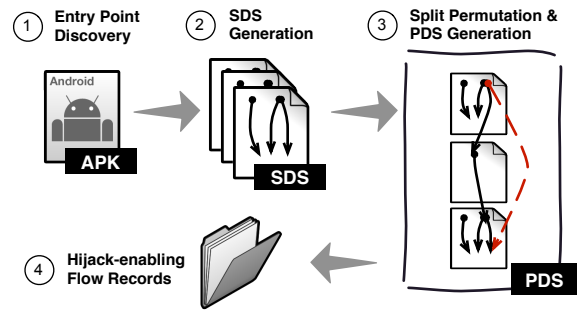 1 Entry Point
Discovery
2 SDS
Generation
3 Split Permutation &
PDS Generation
Android
APK
SDS
PDS
4 Hijack-enabling
Flow Records